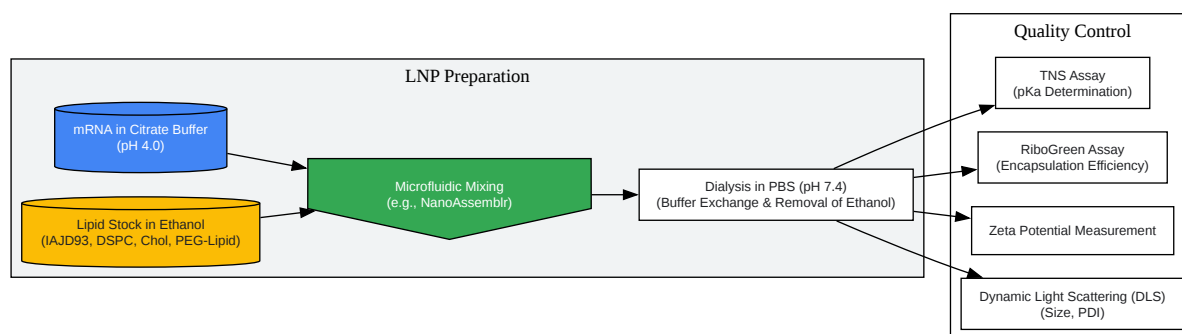 LNP Preparation
mRNA in Citrate Buffer
(pH 4.0)
Lipid Stock in Ethanol
(IAJD93, DSPC, Chol, PEG-Lipid)
Microfluidic Mixing
(e.g., NanoAssemblr)
Dialysis in PBS (pH 7.4)
(Buffer Exchange & Removal of Ethanol)
Quality Control
TNS Assay
(pKa Determination)
RiboGreen Assay
(Encapsulation Efficiency)
Zeta Potential Measurement
Dynamic Light Scattering (DLS)
(Size, PDI)